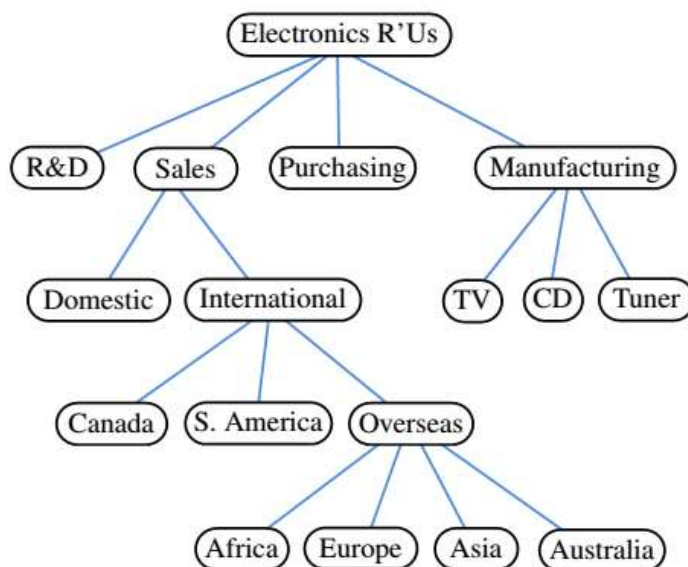 Electronics R'Us
R&D Sales Purchasing Manufacturing
Domestic International TV CD Tuner
Canada S. America Overseas
Africa Europe Asia Australia